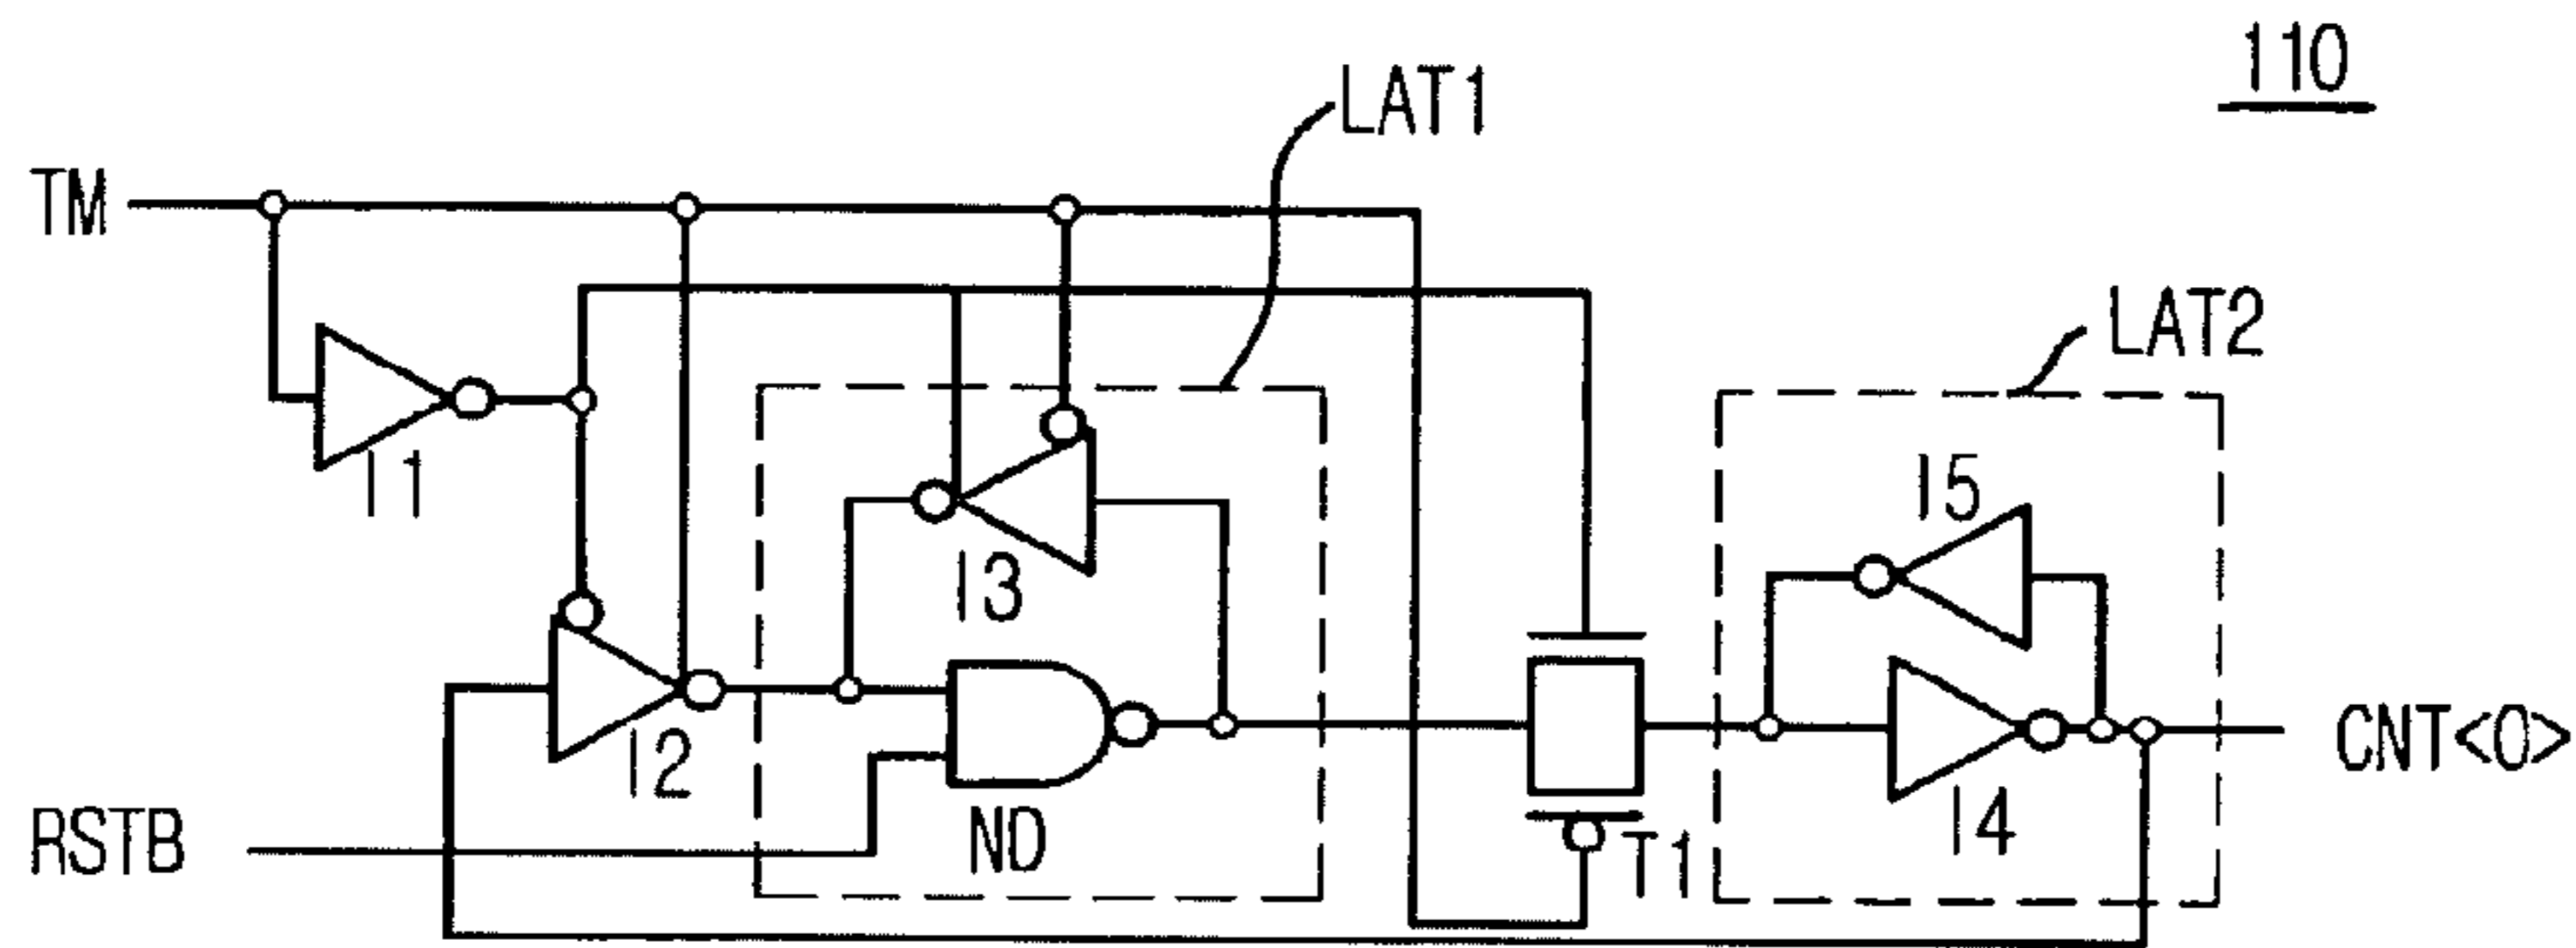 110
LAT1
TM
LAT2
I1
I5
I3
I2
ND
T1
I4
CNT<0>
RSTB